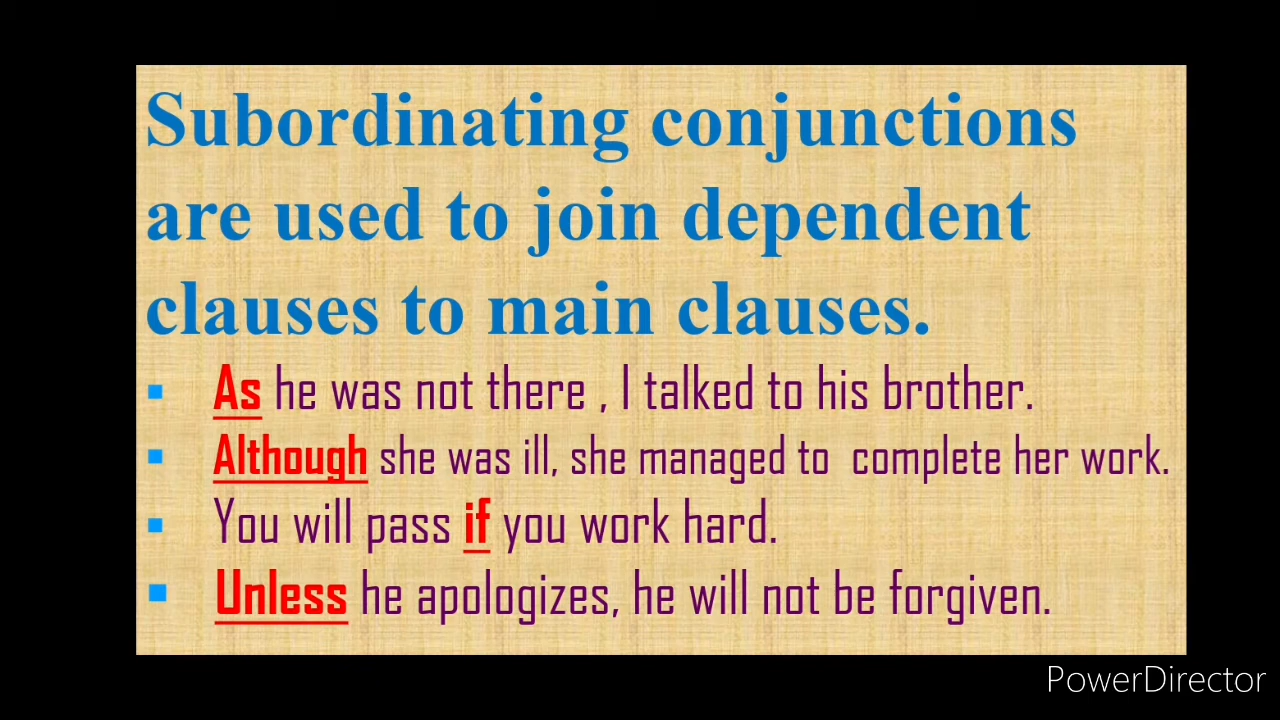 Subordinating conjunctions
are used to join dependent
clauses to main clauses.
▪ As he was not there , I talked to his brother.
▪ Although she was ill, she managed to complete her work.
▪ You will pass if you work hard.
▪ Unless he apologizes, he will not be forgiven.
PowerDirector